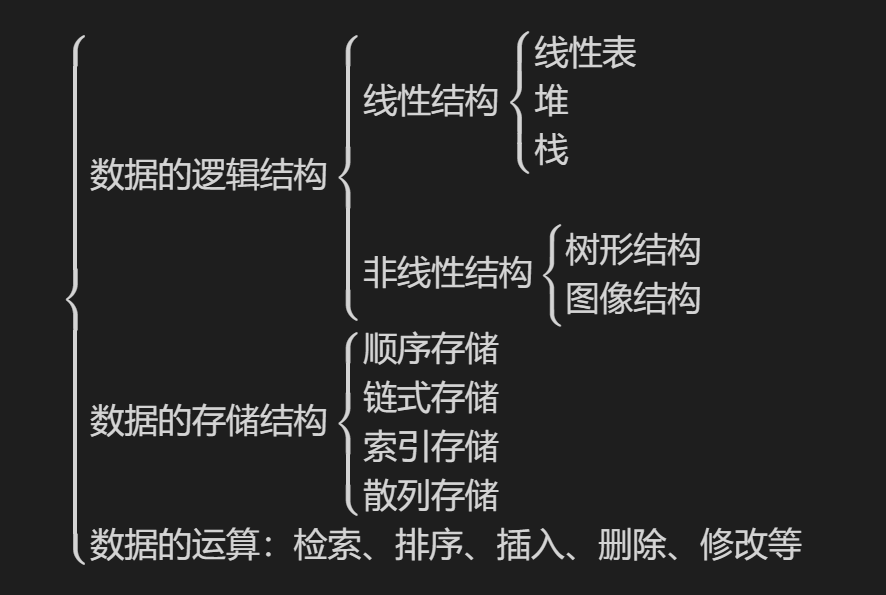 数据的逻辑结构
线性结构
线性表
堆
栈
非线性结构
树形结构
图像结构
数据的存储结构
顺序存储
链式存储
索引存储
散列存储
数据的运算：检索、排序、插入、删除、修改等